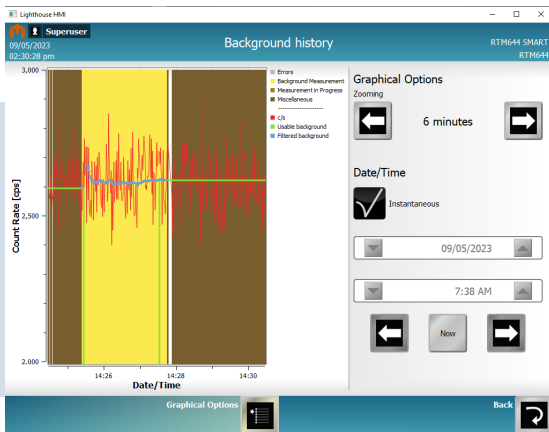 Lighthouse HMI
Superuser
09/05/2023
02:30:28 pm
Background history
RTM644 SMART
RTM644
3,000
2,500
2.000
Count Rate [cps]
14:26
14:28
14:30
Date/Time
Errors
Background Measurement
Measurement in Progress
Miscellaneous
--------------------
c/s
Usable background
Filtered background
Graphical Options
Zooming
6 minutes
Date/Time
Instantaneous
09/05/2023
7:38 AM
Now
Graphical Options
Back